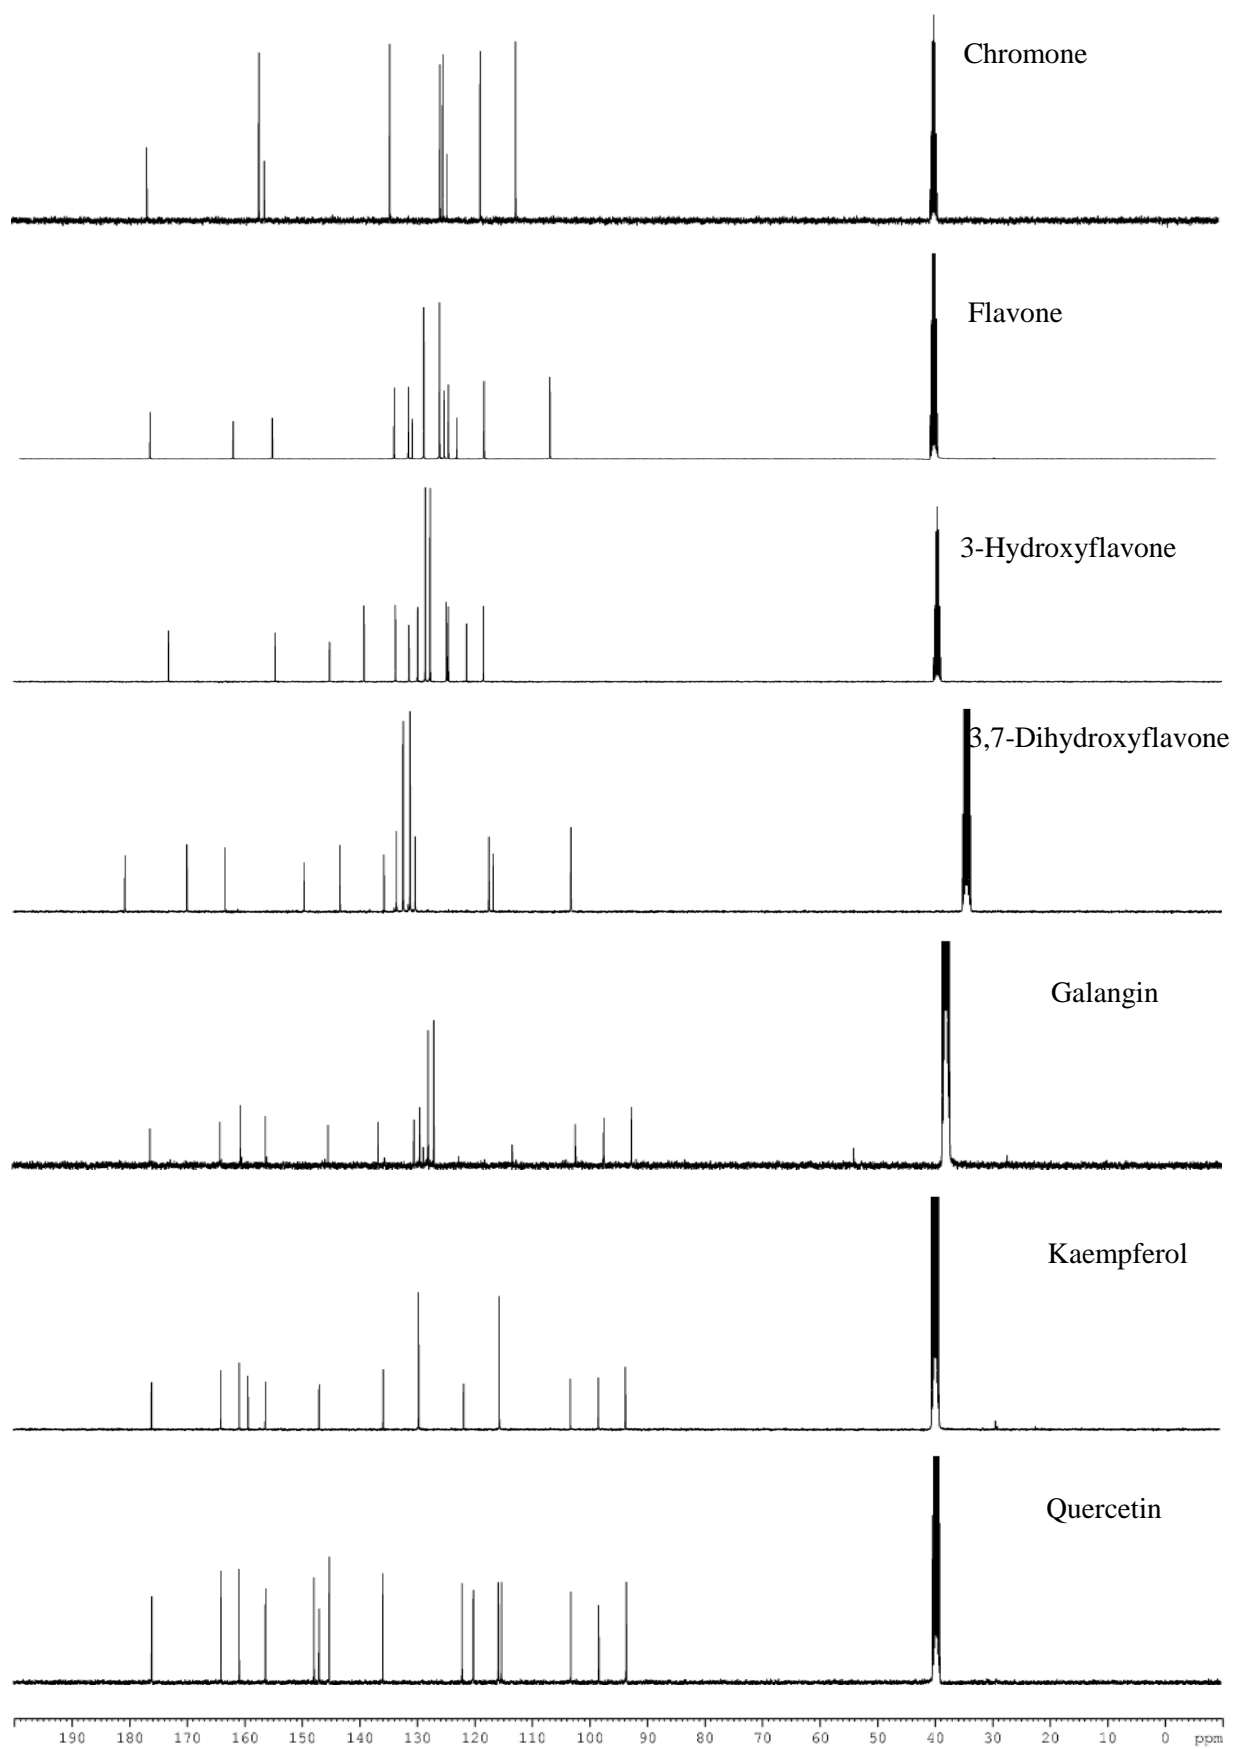 Chromone
Flavone
3-Hydroxyflavone
3,7-Dihydroxyflavone
Galangin
Kaempferol
Quercetin
190 180 170 160 150 140 130 120 110 100 90 80 70 60 50 40 30 20 10 0 ppm